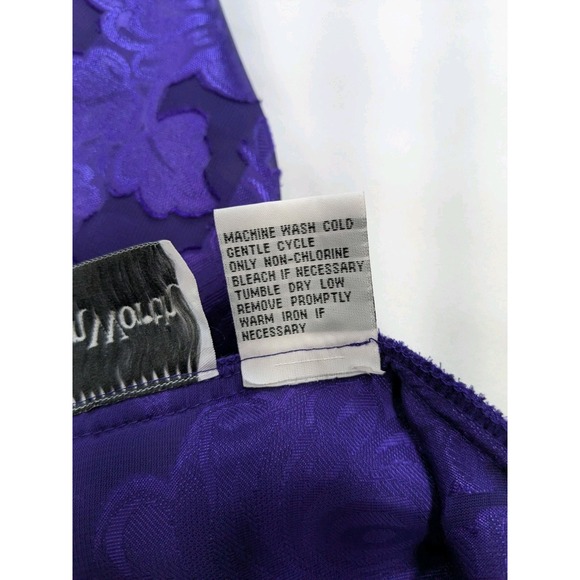 nWorth
MACHINE WASH COLD
GENTLE CYCLE
ONLY NON-CHLORINE
BLEACH IF NECESSARY
TUMBLE DRY LOW
REMOVE PROMPTLY
WARM IRON IF
NECESSARY